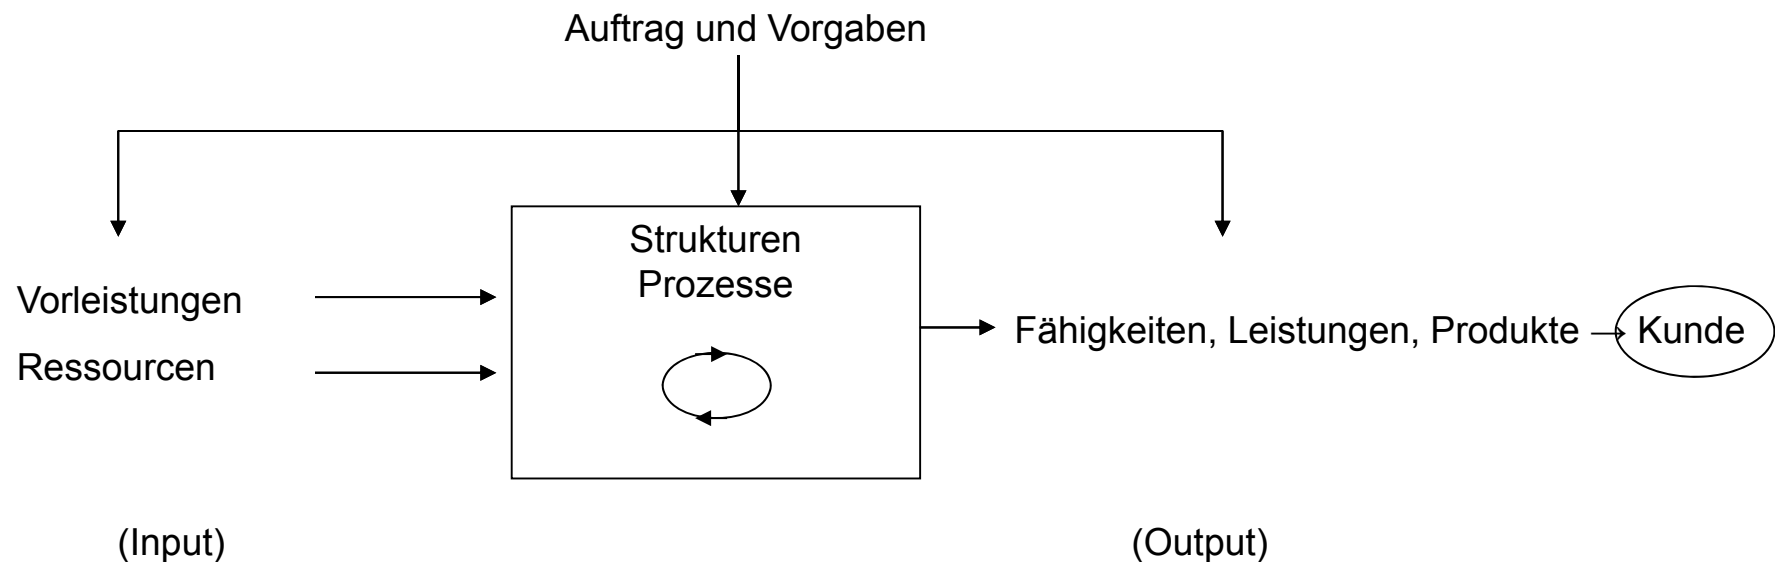 Auftrag und Vorgaben
Strukturen
Prozesse
Vorleistungen
Ressourcen
Fähigkeiten, Leistungen, Produkte
Kunde
(Input)
(Output)